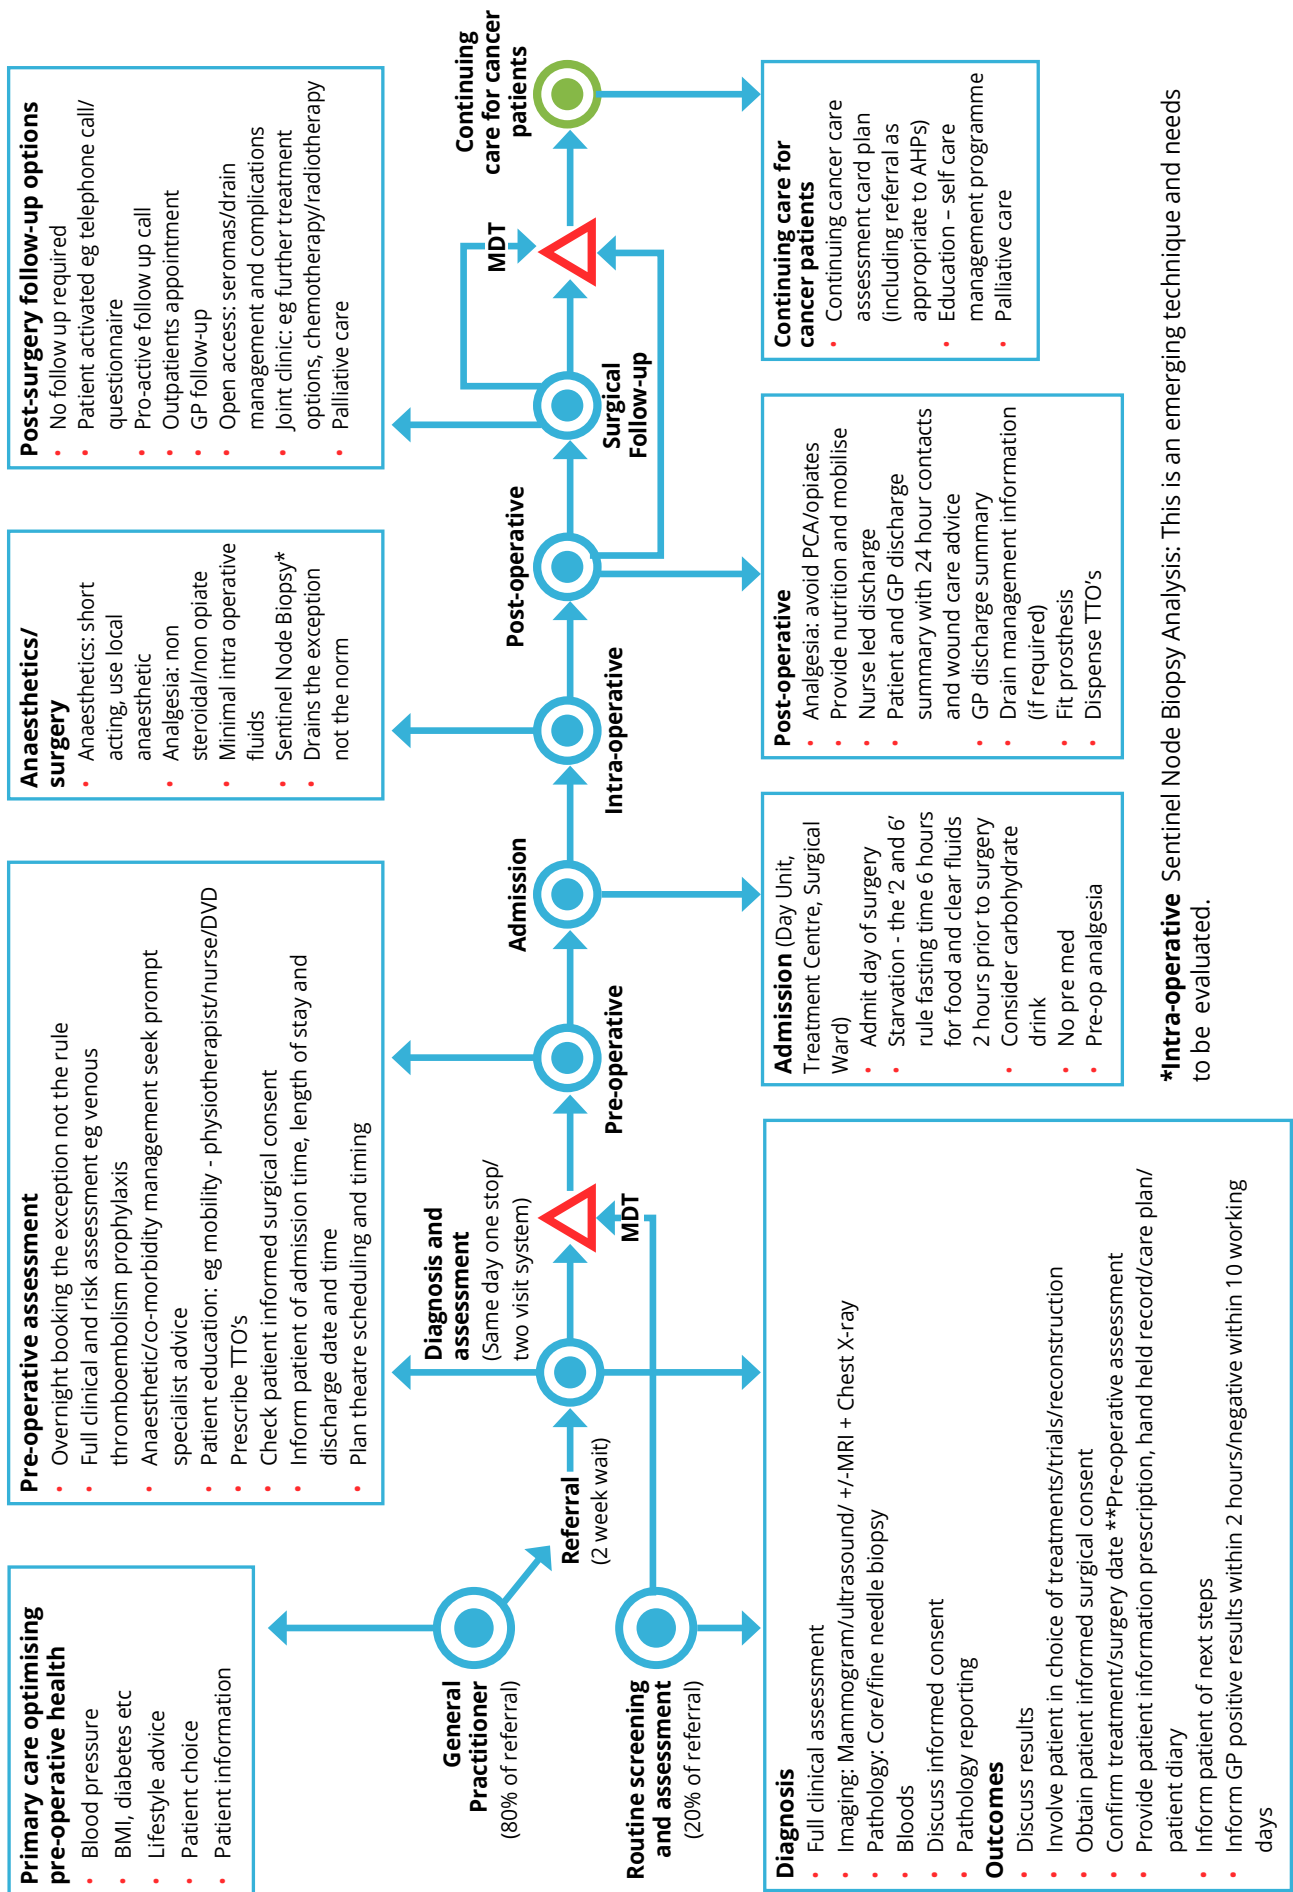 Primary care optimising
pre-operative health
• Blood pressure
• BMI, diabetes etc
• Lifestyle advice
• Patient choice
• Patient information
Pre-operative assessment
• Overnight booking the exception not the rule
• Full clinical and risk assessment eg venous
thromboembolism prophylaxis
• Anaesthetic/co-morbidity management seek prompt
specialist advice
• Patient education: eg mobility - physiotherapist/nurse/DVD
• Prescribe TTO's
• Check patient informed surgical consent
• Inform patient of admission time, length of stay and
discharge date and time
• Plan theatre scheduling and timing
Anaesthetics/
surgery
• Anaesthetics: short
acting, use local
anaesthetic
• Analgesia: non
steroidal/non opiate
• Minimal intra operative
fluids
• Sentinel Node Biopsy*
• Drains the exception
not the norm
Post-surgery follow-up options
• No follow up required
• Patient activated eg telephone call/
questionnaire
• Pro-active follow up call
• Outpatients appointment
• GP follow-up
• Open access: seromas/drain
management and complications
• Joint clinic: eg further treatment
options, chemotherapy/radiotherapy
• Palliative care
General
Practitioner
(80% of referral)
Referral
(2 week wait)
Routine screening
and assessment
(20% of referral)
Diagnosis and
assessment
(Same day one stop/
two visit system)
MDT
Pre-operative
Admission
Intra-operative
Post-operative
Surgical
Follow-up
MDT
Continuing
care for cancer
patients
Diagnosis
• Full clinical assessment
• Imaging: Mammogram/ultrasound/ +/-MRI + Chest X-ray
• Pathology: Core/fine needle biopsy
• Bloods
• Discuss informed consent
• Pathology reporting
Outcomes
• Discuss results
• Involve patient in choice of treatments/trials/reconstruction
• Obtain patient informed surgical consent
• Confirm treatment/surgery date **Pre-operative assessment
• Provide patient information prescription, hand held record/care plan/
patient diary
• Inform patient of next steps
• Inform GP positive results within 2 hours/negative within 10 working
days
Admission (Day Unit,
Treatment Centre, Surgical
Ward)
• Admit day of surgery
• Starvation - the '2 and 6'
rule fasting time 6 hours
for food and clear fluids
2 hours prior to surgery
• Consider carbohydrate
drink
• No pre med
• Pre-op analgesia
Post-operative
• Analgesia: avoid PCA/opiates
• Provide nutrition and mobilise
• Nurse led discharge
• Patient and GP discharge
summary with 24 hour contacts
and wound care advice
• GP discharge summary
• Drain management information
(if required)
• Fit prosthesis
• Dispense TTO's
Continuing care for
cancer patients
• Continuing cancer care
assessment card plan
(including referral as
appropriate to AHPs)
• Education – self care
management programme
• Palliative care
*Intra-operative Sentinel Node Biopsy Analysis: This is an emerging technique and needs
to be evaluated.